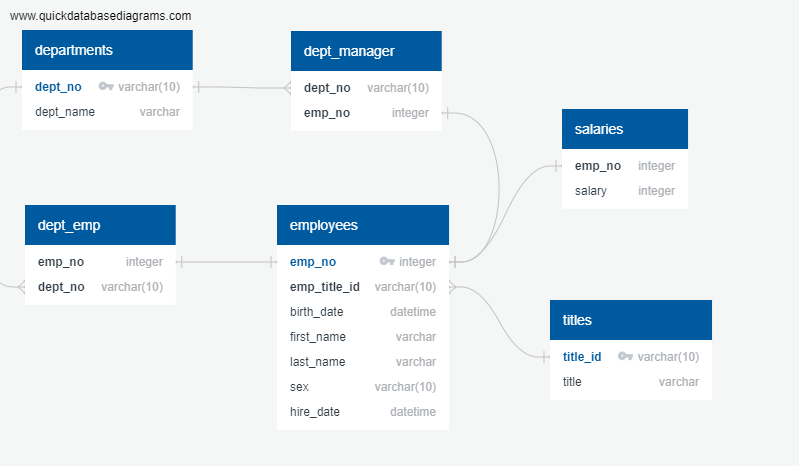 www.quickdatabasediagrams.com
departments
dept_no varchar(10)
dept_name varchar
dept_manager
dept_no varchar(10)
emp_no integer
salaries
emp_no integer
salary integer
dept_emp
emp_no integer
dept_no varchar(10)
employees
emp_no integer
emp_title_id varchar(10)
birth_date datetime
first_name varchar
last_name varchar
sex varchar(10)
hire_date datetime
titles
title_id varchar(10)
title varchar